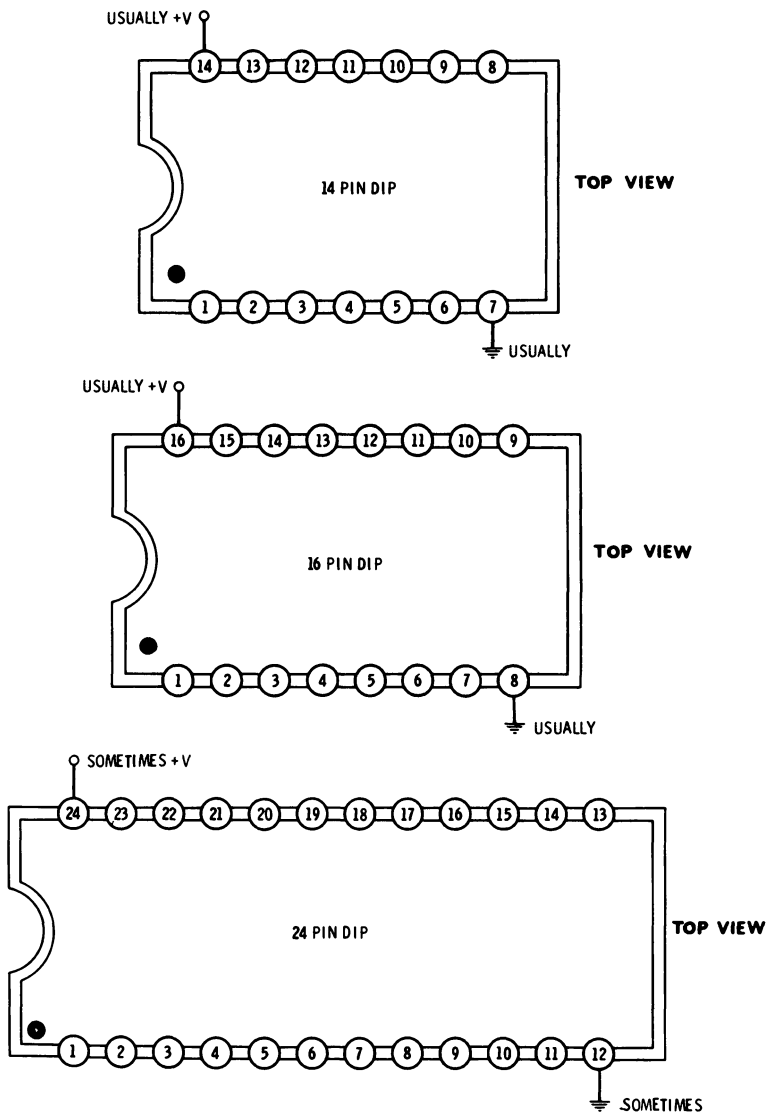 USUALLY +V
14 13 12 11 10 9 8
14 PIN DIP
TOP VIEW
1 2 3 4 5 6 7
USUALLY
USUALLY +V
16 15 14 13 12 11 10 9
16 PIN DIP
TOP VIEW
1 2 3 4 5 6 7 8
USUALLY
SOMETIMES +V
24 23 22 21 20 19 18 17 16 15 14 13
24 PIN DIP
TOP VIEW
1 2 3 4 5 6 7 8 9 10 11 12
SOMETIMES